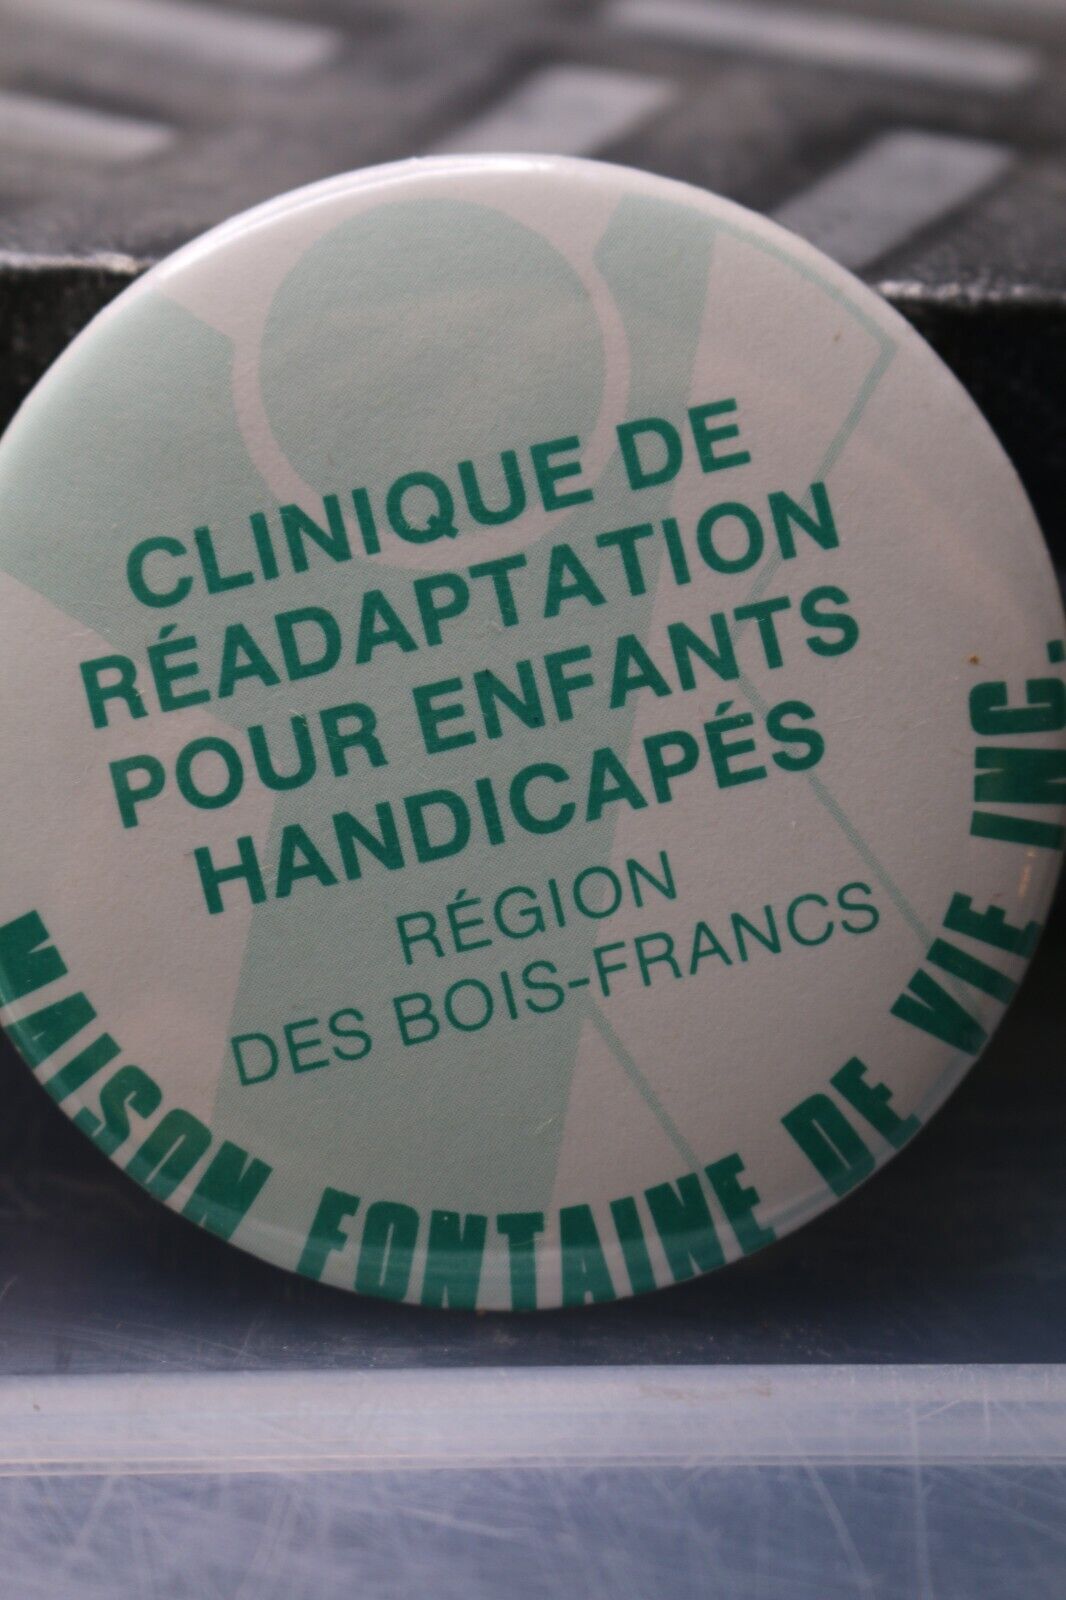 CLINIQUE DE
RÉADAPTATION
POUR ENFANTS
HANDICAPÉS
RÉGION
DES BOIS-FRANCS
MAISON FONTAINE DE VIE INC.